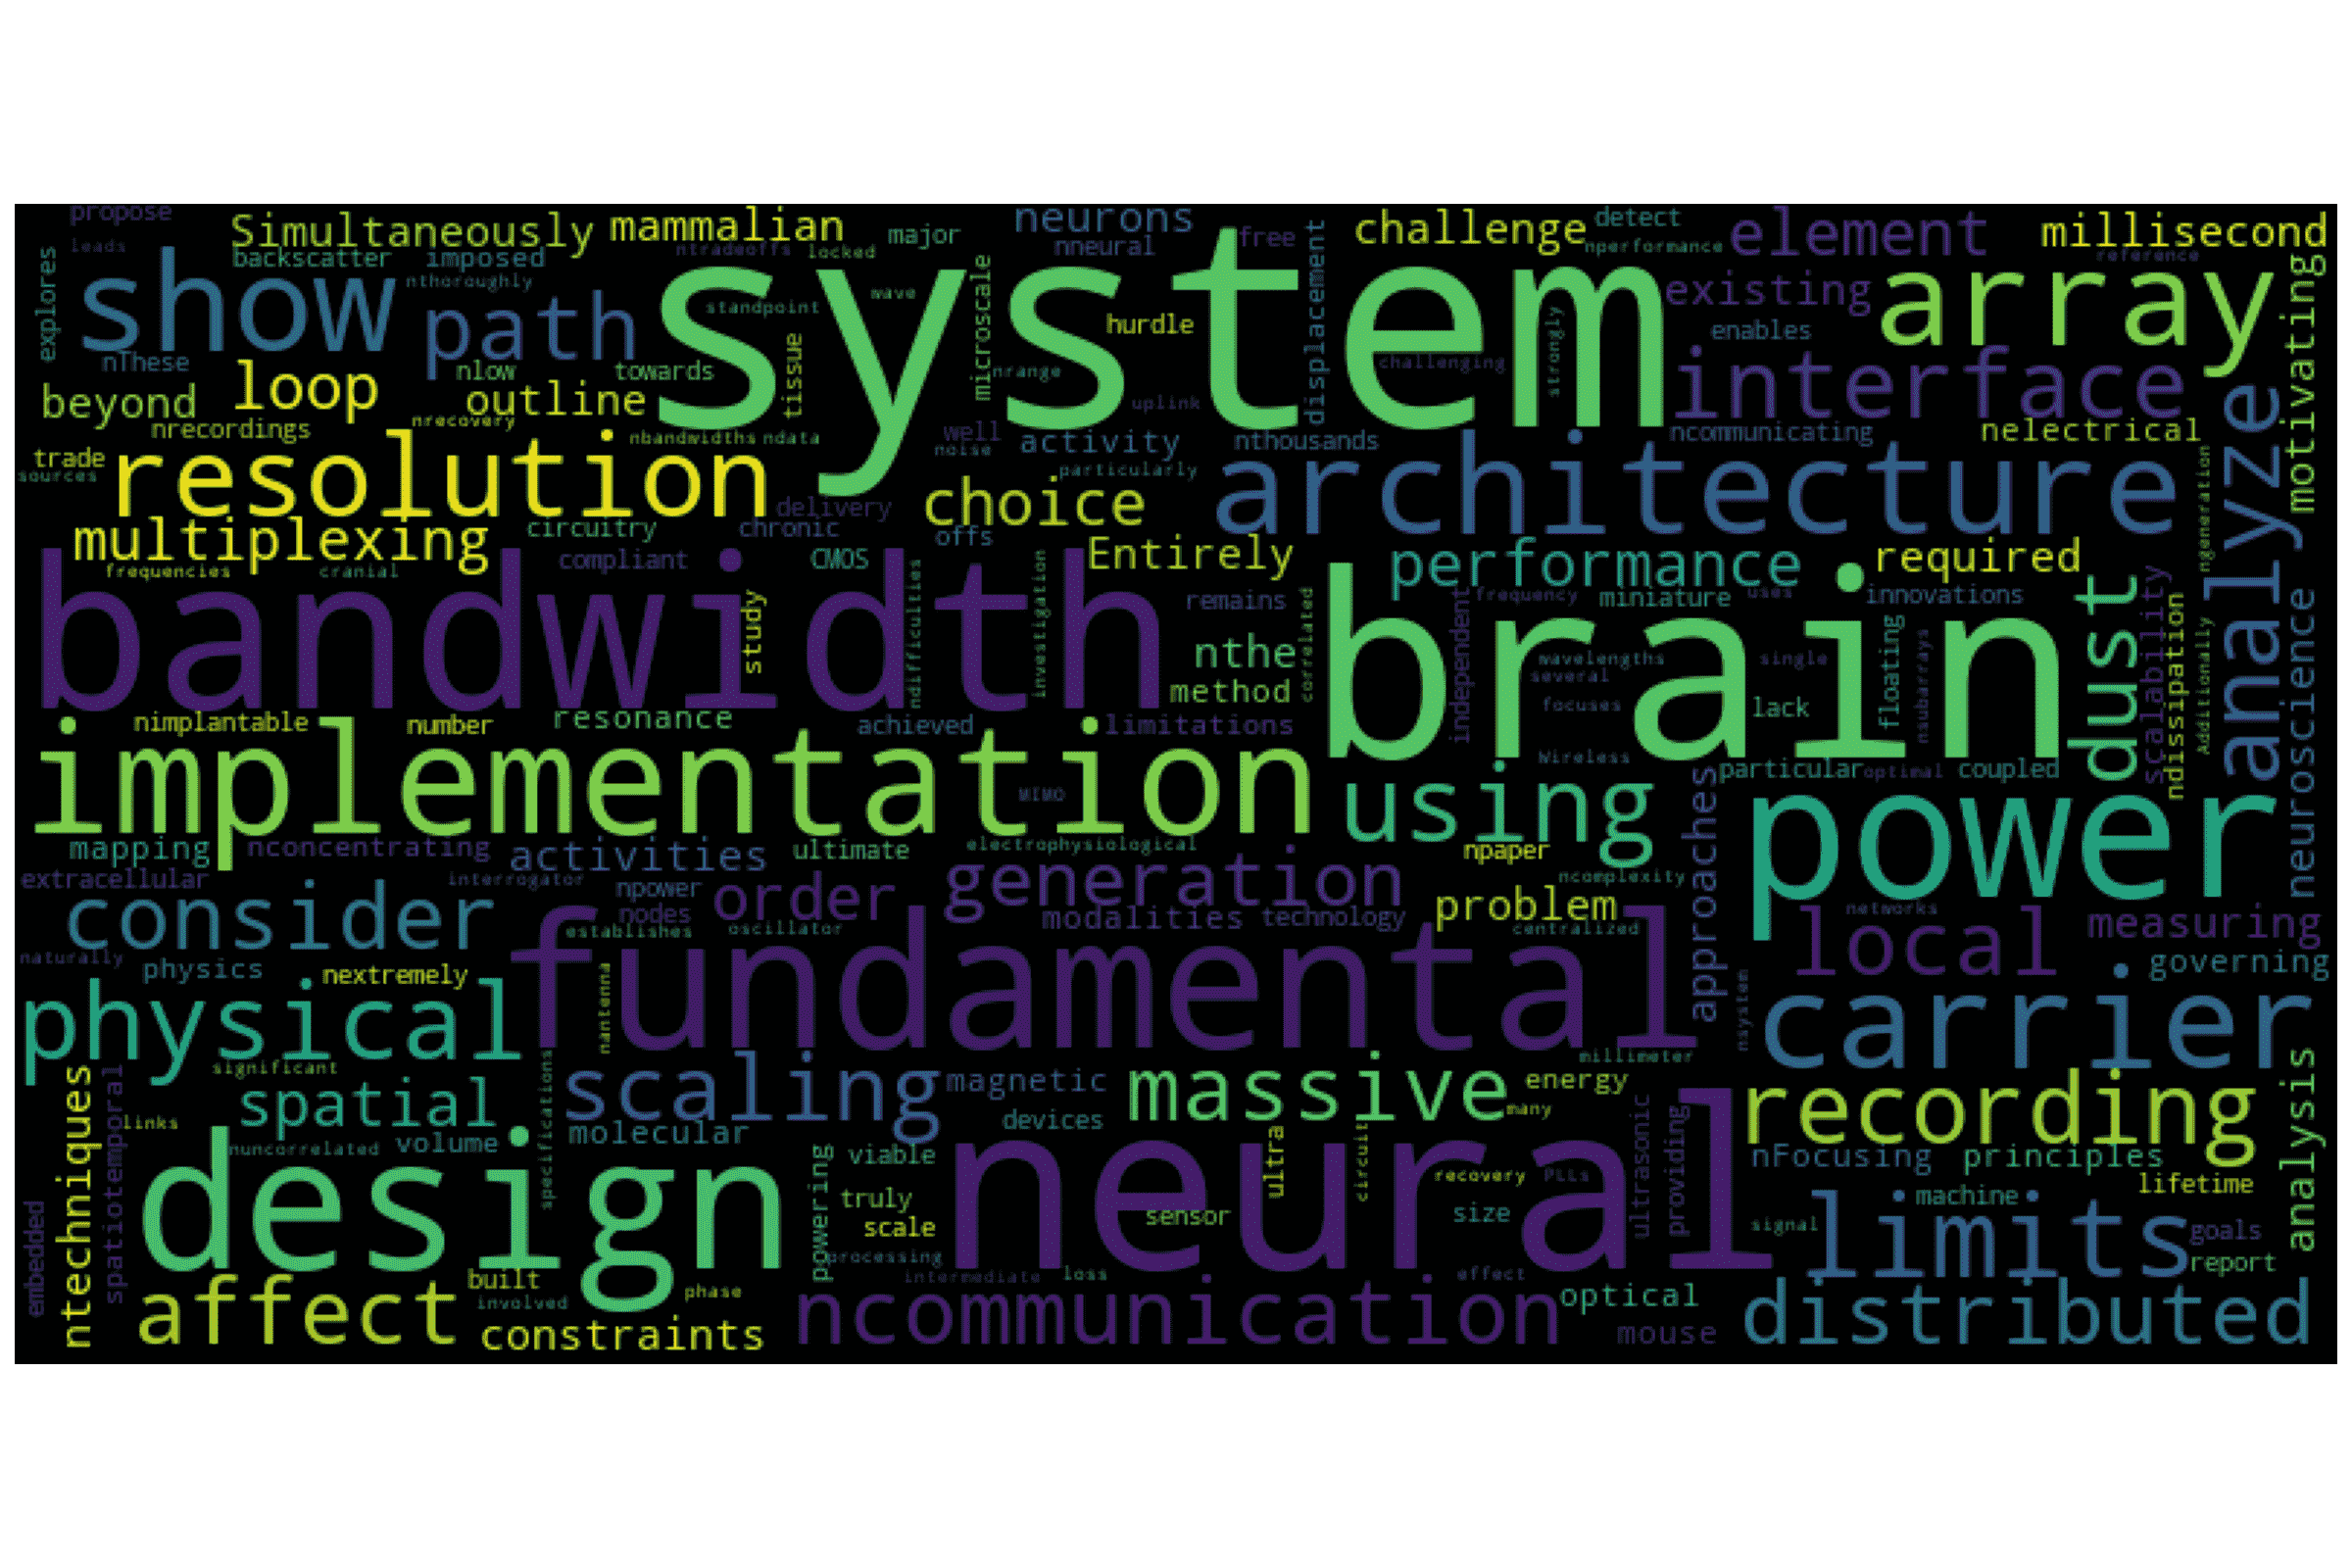 propose
Simultaneously
mammalian
major
neurons
nneural
free
displacement
challenge
detect
nperformance
element
millisecond
reference
leads
backscatter
imposed
ntradeoffs
locked
explores
show
nthoroughly
path
system
standpoint
wave
microscale
hurdle
strongly
existing
enables
array
motivating
nThese
nlow
towards
tissue
nrange
challenging
interface
beyond
loop
outline
uplink
analyze
nrecordings
nrecovery
nbandwidths
ndata
well
noise
activity
nthousands
ncommunicating
nelectrical
trade
sources
resolution
particularly
architecture
ngeneration
delivery
choice
multiplexing
circuitry
chronic
offs
Entirely
performance
required
frequencies
cranial
compliant
CMOS
ndifficulties
investigation
remains
correlated
independent
frequency
miniature
uses
innovations
dust
scalability
ndissipation
Additionally
neuroscience
bandwidth
study
nthe
method
brain
wavelengths
several
single
focuses
lack
floating
nsubarrays
nimplantable
number
resonance
achieved
limitations
Wireless
particular
optimal
coupled
implementation
MIMO
using
approaches
power
mapping
nconcentrating
activities
ultimate
electrophysiological
npaper
ncomplexity
extracellular
interrogator
npower
nodes
order
generation
modalities
technology
problem
centralized
networks
local
measuring
consider
establishes
oscillator
fundamental
governing
naturally
physics
nextremely
nantenna
nsystem
carrier
physical
significant
millimeter
ntechniques
spatiotemporal
spatial
specifications
scaling
magnetic
massive
energy
many
recording
analysis
links
devices
nuncorrelated
volume
molecular
viable
ultra
circuit
neural
ultrasonic
providing
nFocusing
principles
embedded
design
powering
truly
scale
sensor
recovery
PLLs
size
machine
lifetime
signal
limits
goals
report
processing
intermediate
loss
effect
affect
built
involved
phase
constraints
ncommunication
optical
mouse
distributed